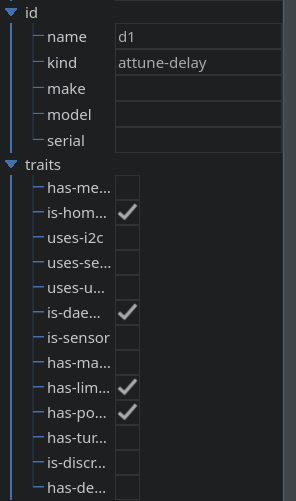 id
name d1
kind attune-delay
make
model
serial
traits
has-me...
is-hom...
uses-i2c
uses-se...
uses-u...
is-dae...
is-sensor
has-ma...
has-lim...
has-po...
has-tur...
is-discr...
has-de...